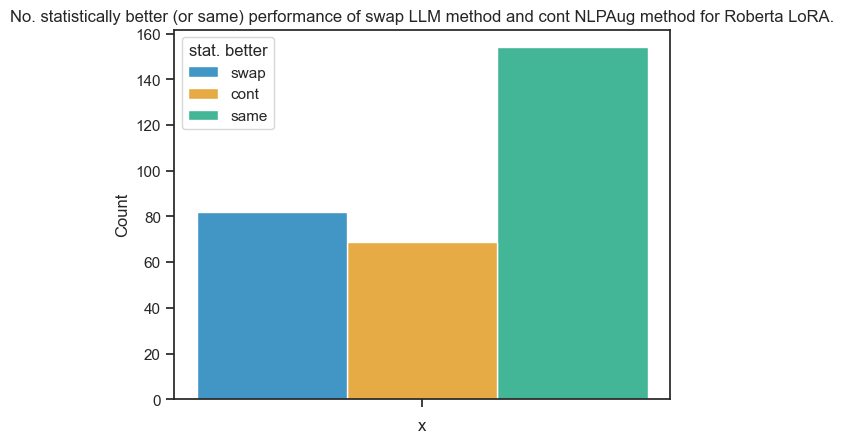 No. statistically better (or same) performance of swap LLM method and cont NLPAug method for Roberta LoRA.
stat. better
swap
cont
same
160
140
120
100
80
60
40
20
0
Count
x